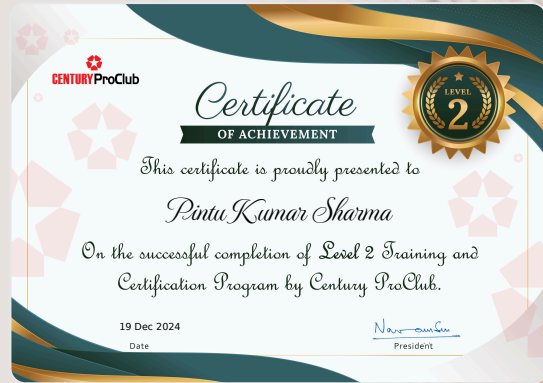 CENTURY ProClub
LEVEL
2
Certificate
OF ACHIEVEMENT
This certificate is proudly presented to
Pintu Kumar Sharma
On the successful completion of Level 2 Training and
Certification Program by Century ProClub.
19 Dec 2024
Date
President